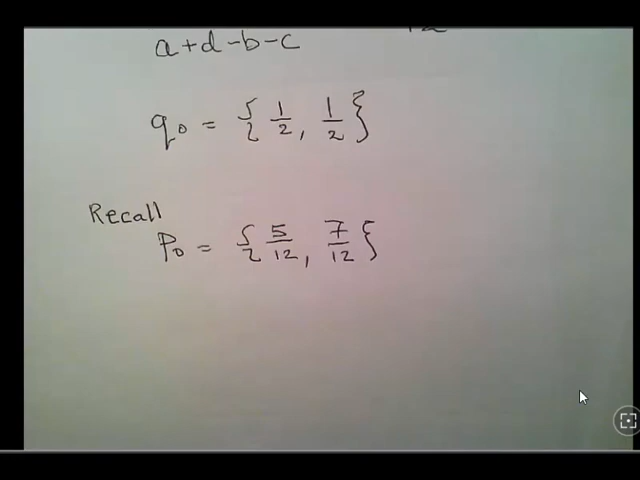 a+d-b-c
q₀ = { 1/2, 1/2 }
Recall
P₀ = { 5/12, 7/12 }